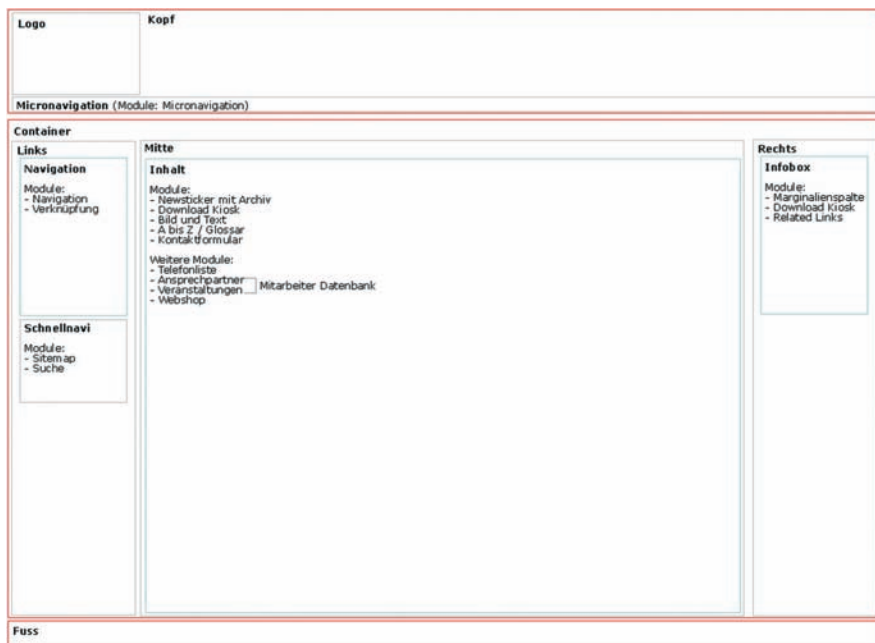 Logo
Kopf
Micronavigation (Module: Micronavigation)
Container
Links
Navigation
Module:
- Navigation
- Verknüpfung
Schnellnavi
Module:
- Sitemap
- Suche
Mitte
Inhalt
Module:
- Newsticker mit Archiv
- Download Kiosk
- Bild und Text
- A bis Z / Glossar
- Kontaktformular
Weitere Module:
- Telefonliste
- Ansprechpartner
- Veranstaltungen
- Webshop
Mitarbeiter Datenbank
Rechts
Infobox
Module:
- Marginalienspalte
- Download Kiosk
- Related Links
Fuss